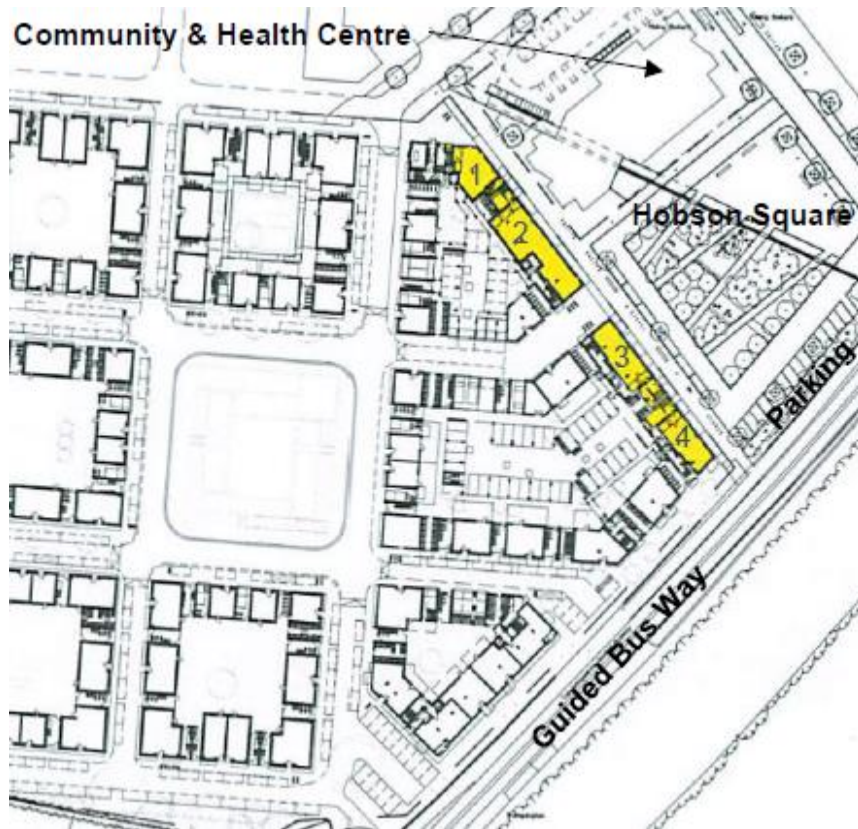 Community & Health Centre
1
2
Hobson Square
3
4
Parking
Guided Bus Way